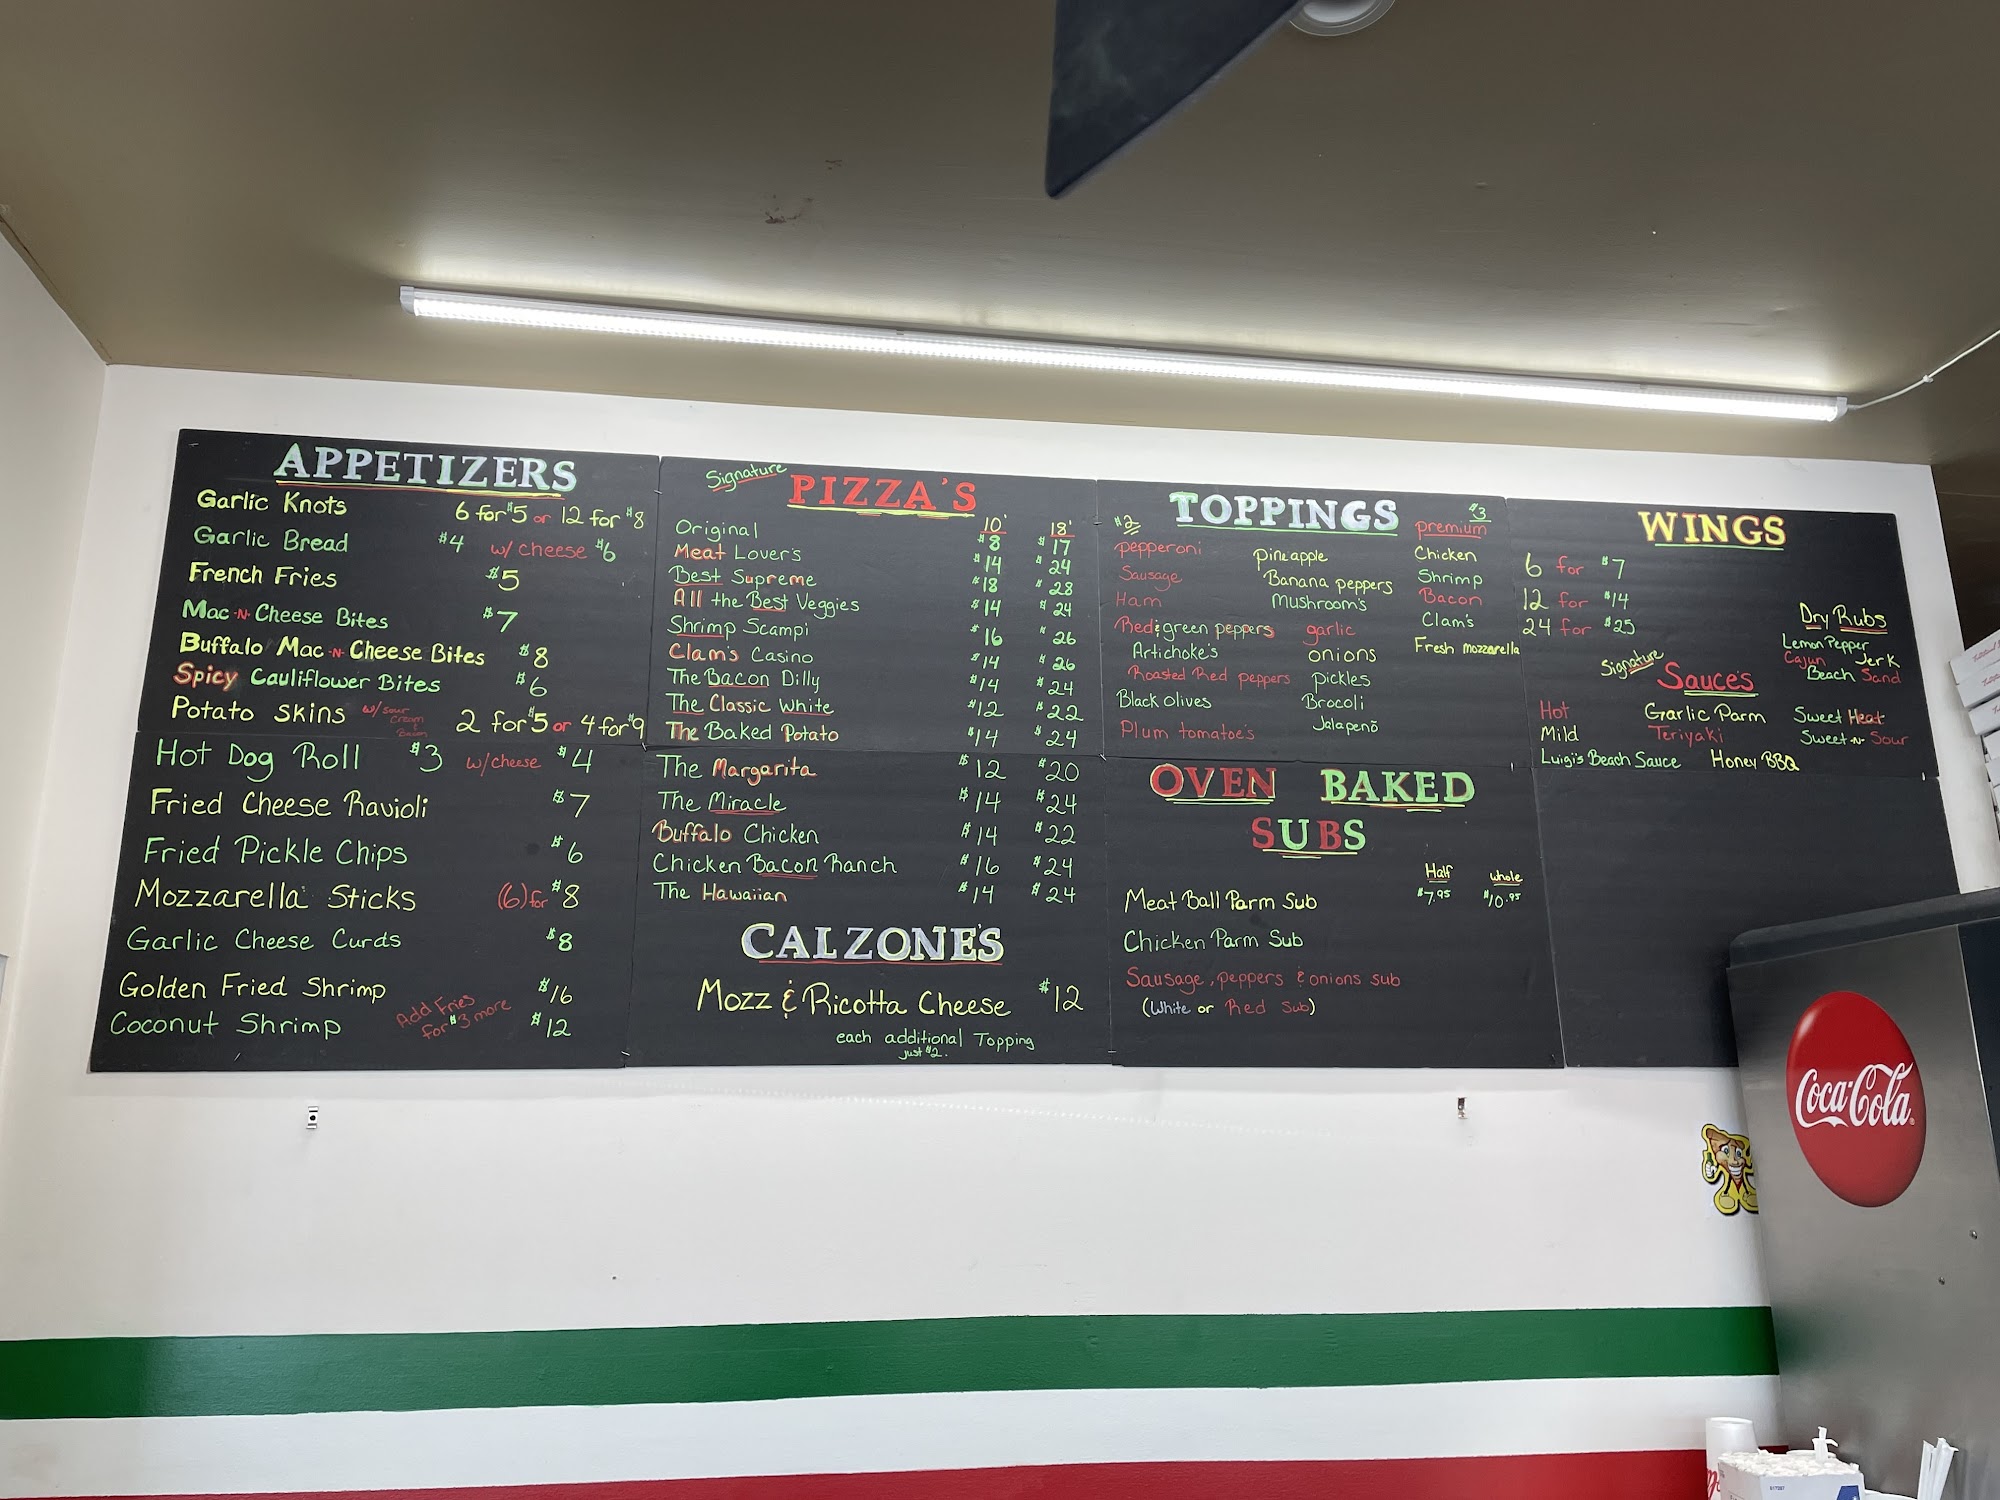 APPETIZERS
Garlic Knots 6 for $5 or 12 for $8
Garlic Bread $4 w/ cheese $6
French Fries $5
Mac -N- Cheese Bites $7
Buffalo Mac -N- Cheese Bites $8
Spicy Cauliflower Bites $6
Potato Skins w/ sour cream & Bacon 2 for $5 or 4 for $9
Hot Dog Roll $3 w/cheese $4
Fried Cheese Ravioli $7
Fried Pickle Chips $6
Mozzarella Sticks (6) for $8
Garlic Cheese Curds $8
Golden Fried Shrimp $16
Coconut Shrimp $12
Add Fries
for $3 more
Signature PIZZA'S
10' 18'
Original $8 $17
Meat Lover's $14 $24
Best Supreme $18 $28
All the Best Veggies $14 $24
Shrimp Scampi $16 $26
Clam's Casino $14 $26
The Bacon Dilly $14 $24
The Classic White $12 $22
The Baked Potato $14 $24
The Margarita $12 $20
The Miracle $14 $24
Buffalo Chicken $14 $22
Chicken Bacon Ranch $16 $24
The Hawaiian $14 $24
CALZONE'S
Mozz & Ricotta Cheese $12
each additional Topping
just $2.
TOPPINGS
$2
pepperoni
Sausage
Ham
Red & green peppers
Artichoke's
Roasted Red peppers
Black Olives
Plum tomatoe's
pineapple
Banana peppers
Mushroom's
garlic
onions
pickles
Brocoli
Jalapenō
$3
premium
Chicken
Shrimp
Bacon
Clam's
Fresh mozzarella
OVEN BAKED
SUBS
Half whole
Meat Ball Parm Sub $7.95 $10.95
Chicken Parm Sub
Sausage, peppers & onions sub
(White or Red Sub)
WINGS
6 for $7
12 for $14
24 for $25
Dry Rubs
Lemon Pepper
Cajun Jerk
Beach Sand
Signature Sauce's
Hot Garlic Parm Sweet Heat
Mild Teriyaki Sweet -N- Sour
Luigi's Beach Sauce Honey BBQ
Coca-Cola